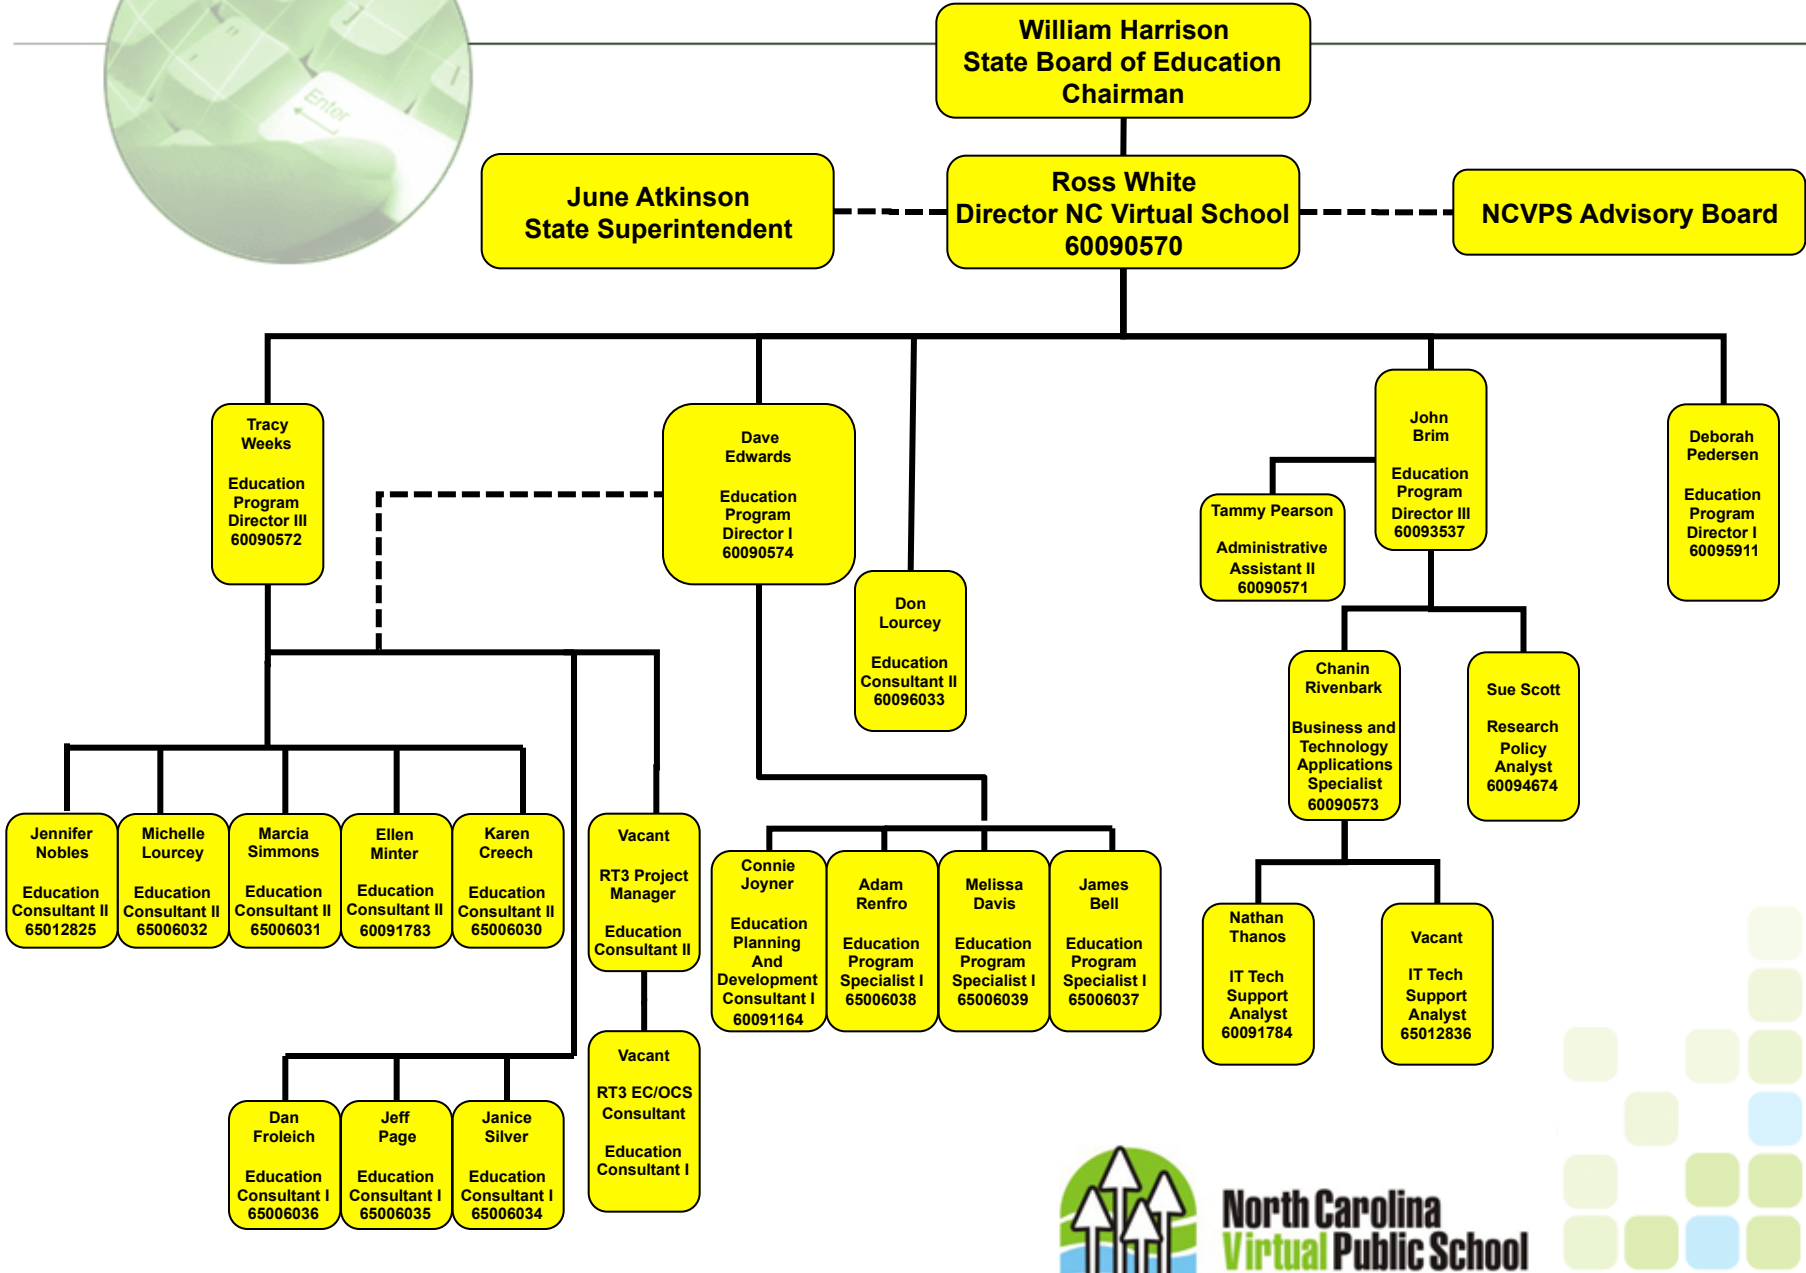 Enter
William Harrison
State Board of Education
Chairman
June Atkinson
State Superintendent
Ross White
Director NC Virtual School
60090570
NCVPS Advisory Board
Tracy
Weeks
Education
Program
Director III
60090572
Dave
Edwards
Education
Program
Director I
60090574
Don
Lourcey
Education
Consultant II
60096033
John
Brim
Education
Program
Director III
60093537
Tammy Pearson
Administrative
Assistant II
60090571
Deborah
Pedersen
Education
Program
Director I
60095911
Chanin
Rivenbark
Business and
Technology
Applications
Specialist
60090573
Sue Scott
Research
Policy
Analyst
60094674
Jennifer
Nobles
Education
Consultant II
65012825
Michelle
Lourcey
Education
Consultant II
65006032
Marcia
Simmons
Education
Consultant II
65006031
Ellen
Minter
Education
Consultant II
60091783
Karen
Creech
Education
Consultant II
65006030
Vacant
RT3 Project
Manager
Education
Consultant II
Connie
Joyner
Education
Planning
And
Development
Consultant I
60091164
Adam
Renfro
Education
Program
Specialist I
65006038
Melissa
Davis
Education
Program
Specialist I
65006039
James
Bell
Education
Program
Specialist I
65006037
Nathan
Thanos
IT Tech
Support
Analyst
60091784
Vacant
IT Tech
Support
Analyst
65012836
Dan
Froleich
Education
Consultant I
65006036
Jeff
Page
Education
Consultant I
65006035
Janice
Silver
Education
Consultant I
65006034
Vacant
RT3 EC/OCS
Consultant
Education
Consultant I
North Carolina
Virtual Public School